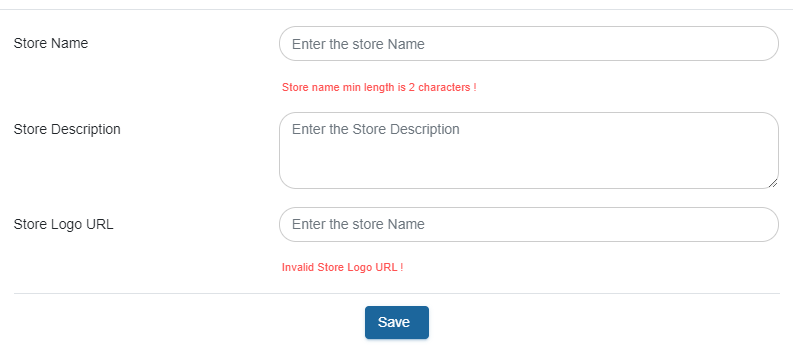 Store Name
Enter the store Name
Store name min length is 2 characters !
Store Description
Enter the Store Description
Store Logo URL
Enter the store Name
Invalid Store Logo URL !
Save